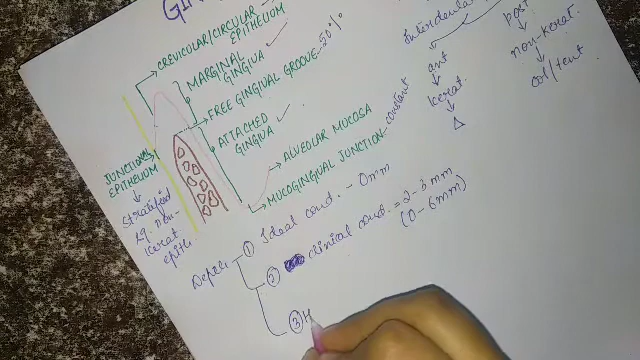 CREVICULAR/CIRCULAR
EPITHELIUM
MARGINAL
GINGIVA
FREE GINGIVAL GROOVE-50%
ATTACHED
GINGIVA
ALVEOLAR MUCOSA
MUCOGINGIVAL JUNCTION
constant
JUNCTIONAL
EPITHELIUM
Stratified
sq. non-
kerat
epith
Interdental
ant
kerat.
Δ
post
non-kerat.
col/tent
Depth
① Ideal cond. - 0mm
② clinical cond. = 2-3mm
(0-6mm)
③ H